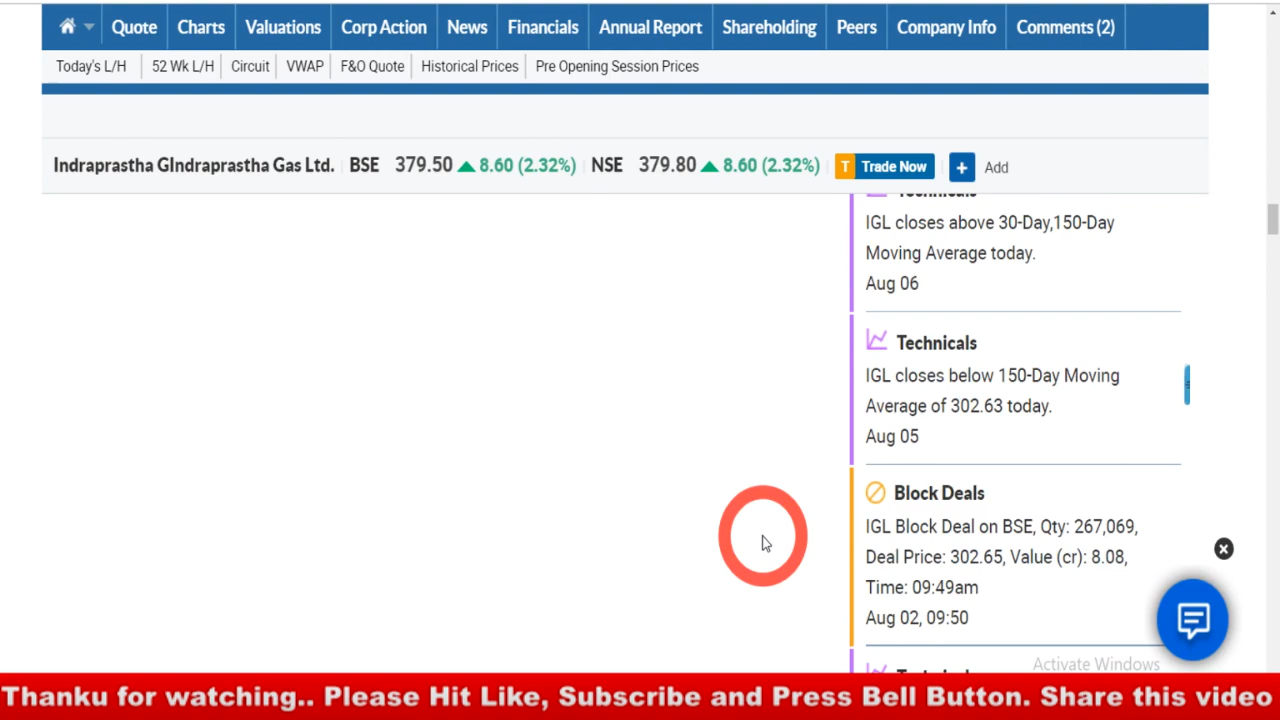 Quote Charts Valuations Corp Action News Financials Annual Report Shareholding Peers Company Info Comments (2)
Today's L/H 52 Wk L/H Circuit VWAP F&O Quote Historical Prices Pre Opening Session Prices
Indraprastha GIndraprastha Gas Ltd. BSE 379.50 8.60 (2.32%) NSE 379.80 8.60 (2.32%) T Trade Now + Add
Technicals
IGL closes above 30-Day,150-Day
Moving Average today.
Aug 06
Technicals
IGL closes below 150-Day Moving
Average of 302.63 today.
Aug 05
Block Deals
IGL Block Deal on BSE, Qty: 267,069,
Deal Price: 302.65, Value (cr): 8.08,
Time: 09:49am
Aug 02, 09:50
Activate Windows
Thanku for watching.. Please Hit Like, Subscribe and Press Bell Button. Share this video